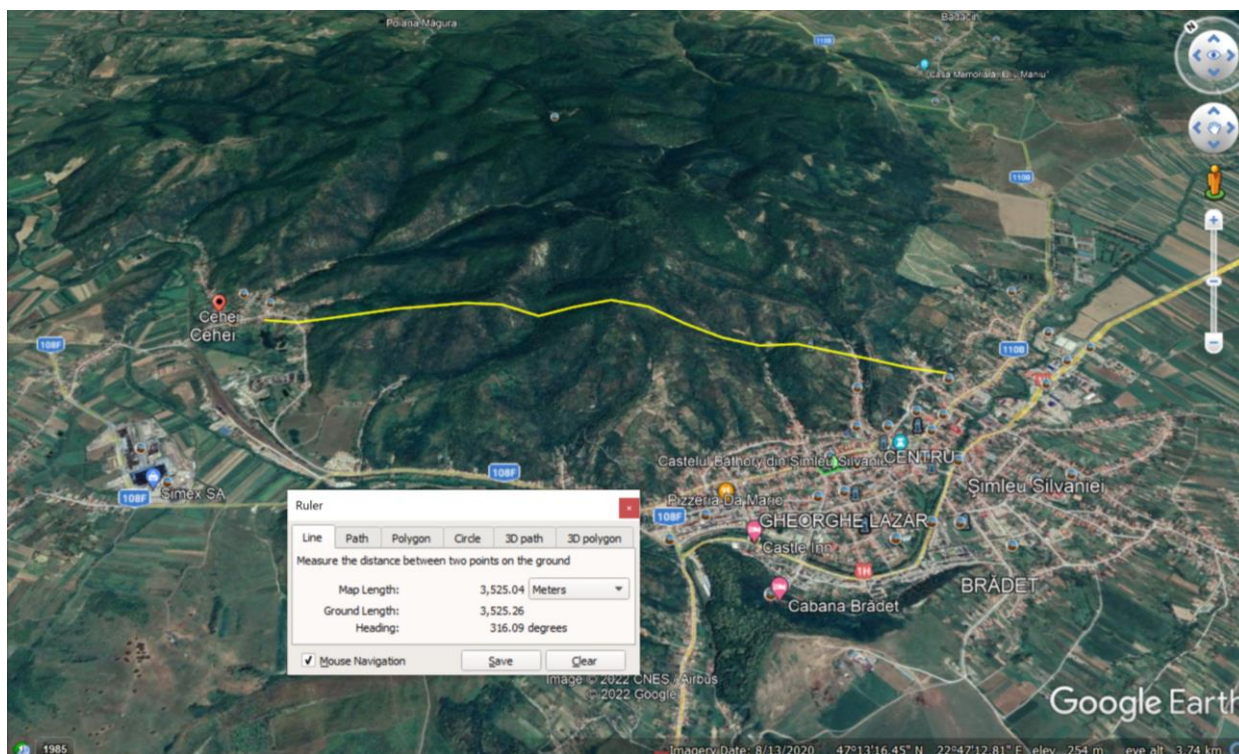 Poiana Măgura
Bădăcin
110B
"Casa Memorială Iuliu Maniu"
110B
Cehei
Cehei
108F
110B
108F
CENTRU
Castelul Bathory din Șimleu Silvaniei
Șimleu Silvaniei
Simex SA
108F
Pizzeria Da Mario
GHEORGHE LAZĂR
108F
Castle Inn
1H
BRĂDET
Cabana Brădet
Ruler
Line Path Polygon Circle 3D path 3D polygon
Measure the distance between two points on the ground
Map Length: 3,525.04 Meters
Ground Length: 3,525.26
Heading: 316.09 degrees
Mouse Navigation Save Clear
Image © 2022 CNES / Airbus
© 2022 Google
Google Earth
1985
Imagery Date: 8/13/2020 47°13'16.45" N 22°47'12.81" E elev 254 m eye alt 74 km